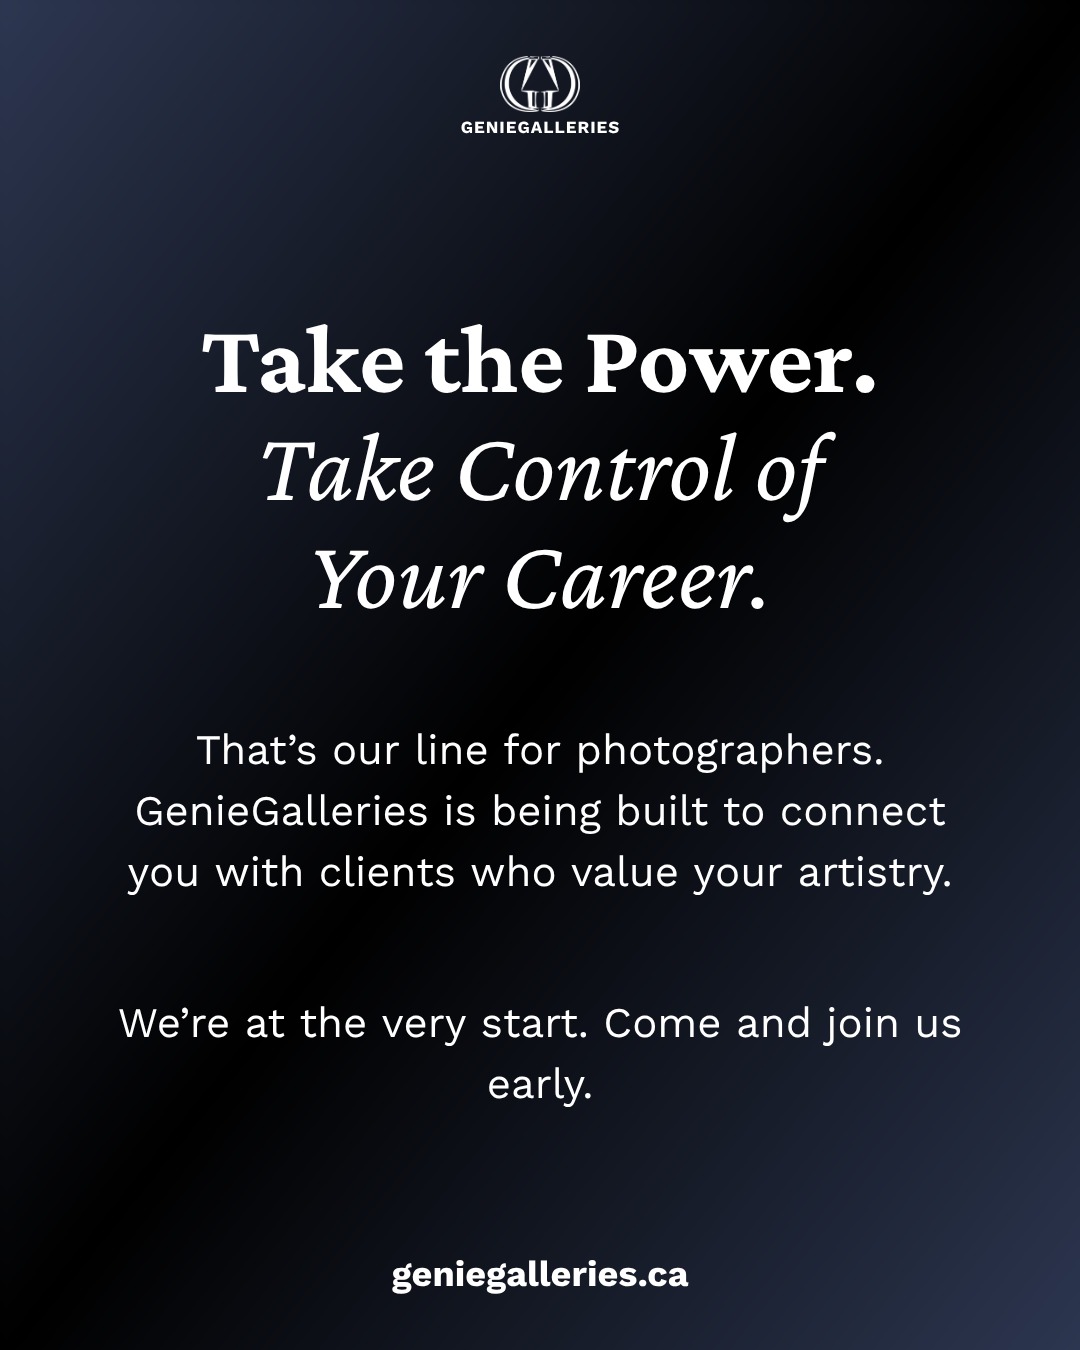 GENIEGALLERIES
Take the Power.
Take Control of
Your Career.
That’s our line for photographers.
GenieGalleries is being built to connect
you with clients who value your artistry.
We’re at the very start. Come and join us
early.
geniegalleries.ca